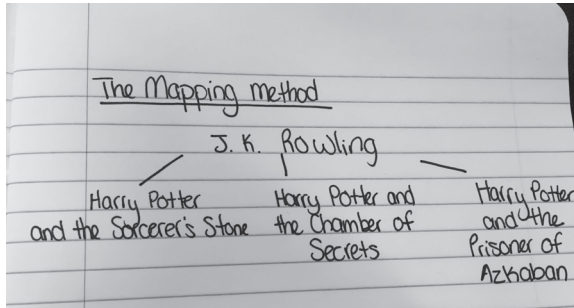 The Mapping method
J. K. Rowling
Harry Potter
and the Sorcerer's Stone
Harry Potter and
the Chamber of
Secrets
Harry Potter
and the
Prisoner of
Azkaban